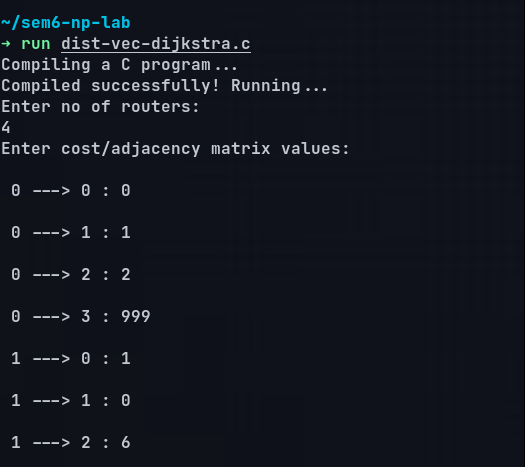 ~/sem6-np-lab
→ run dist-vec-dijkstra.c
Compiling a C program...
Compiled successfully! Running...
Enter no of routers:
4
Enter cost/adjacency matrix values:
0 ---> 0 : 0
0 ---> 1 : 1
0 ---> 2 : 2
0 ---> 3 : 999
1 ---> 0 : 1
1 ---> 1 : 0
1 ---> 2 : 6